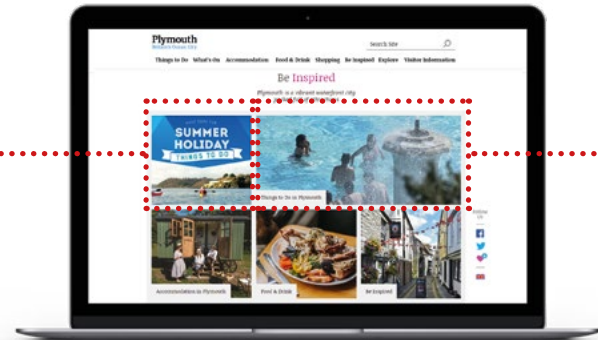 Plymouth
Britain's Ocean City
Search Site
Things to Do What's On Accommodation Food & Drink Shopping Be Inspired Explore Visitor Information
Be Inspired
Plymouth is a vibrant waterfront city
SUMMER
HOLIDAY
THINGS TO DO
Things to Do in Plymouth
Follow
Us
Accommodation in Plymouth
Food & Drink
Be Inspired